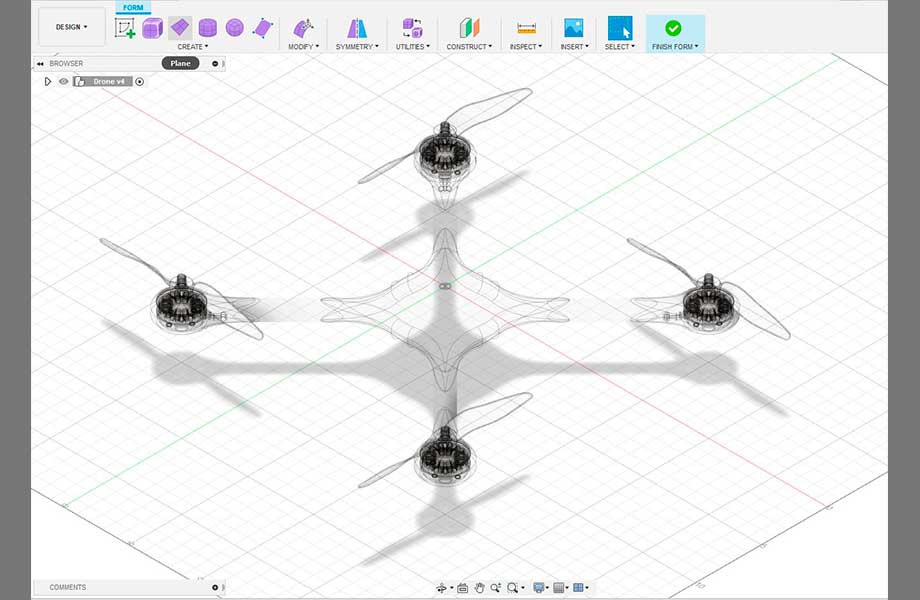 FORM
DESIGN
CREATE
MODIFY
SYMMETRY
UTILITIES
CONSTRUCT
INSPECT
INSERT
SELECT
FINISH FORM
BROWSER
Plane
Drone v4
COMMENTS